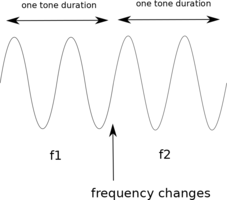 one tone duration
one tone duration
f1
f2
frequency changes